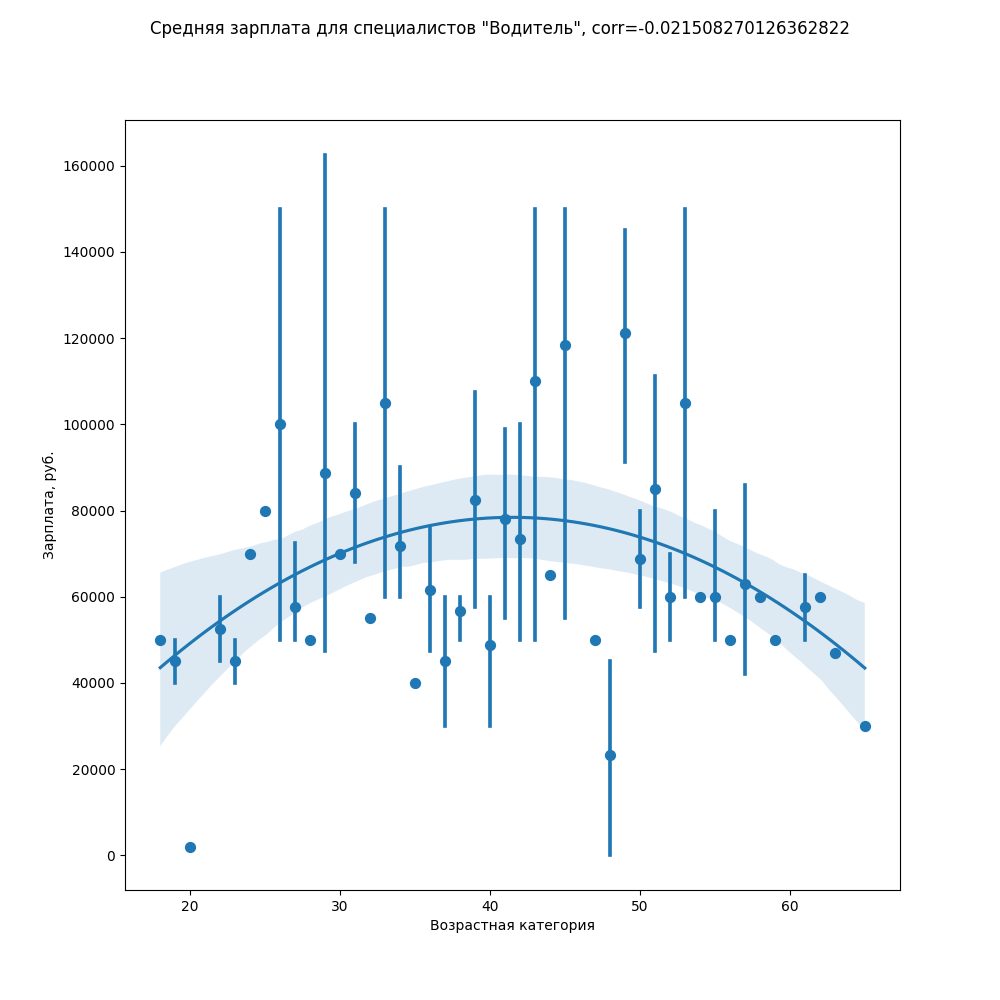 Средняя зарплата для специалистов "Водитель", corr=-0.021508270126362822
160000
140000
120000
100000
80000
60000
40000
20000
0
Зарплата, руб.
20 30 40 50 60
Возрастная категория